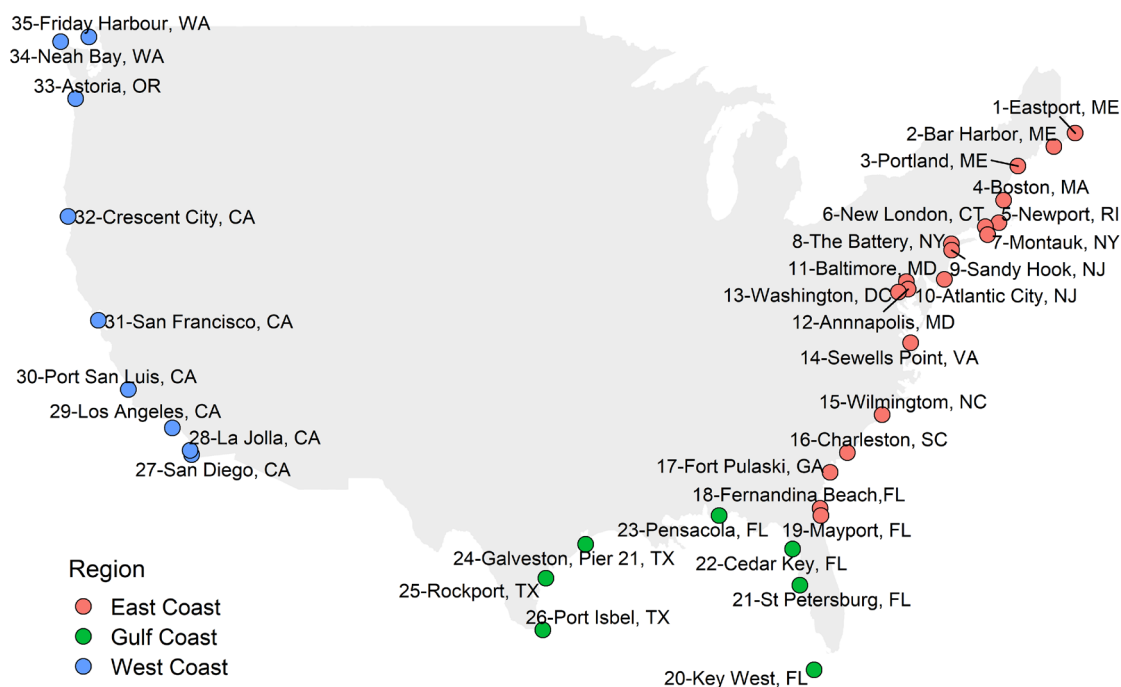 35-Friday Harbour, WA
34-Neah Bay, WA
33-Astoria, OR
1-Eastport, ME
2-Bar Harbor, ME
3-Portland, ME
4-Boston, MA
6-New London, CT
5-Newport, RI
32-Crescent City, CA
8-The Battery, NY
7-Montauk, NY
11-Baltimore, MD
9-Sandy Hook, NJ
13-Washington, DC
10-Atlantic City, NJ
31-San Francisco, CA
12-Annnapolis, MD
14-Sewells Point, VA
30-Port San Luis, CA
15-Wilmingtom, NC
29-Los Angeles, CA
28-La Jolla, CA
16-Charleston, SC
27-San Diego, CA
17-Fort Pulaski, GA
18-Fernandina Beach,FL
23-Pensacola, FL
19-Mayport, FL
24-Galveston, Pier 21, TX
22-Cedar Key, FL
Region
25-Rockport, TX
21-St Petersburg, FL
East Coast
26-Port Isbel, TX
Gulf Coast
West Coast
20-Key West, FL